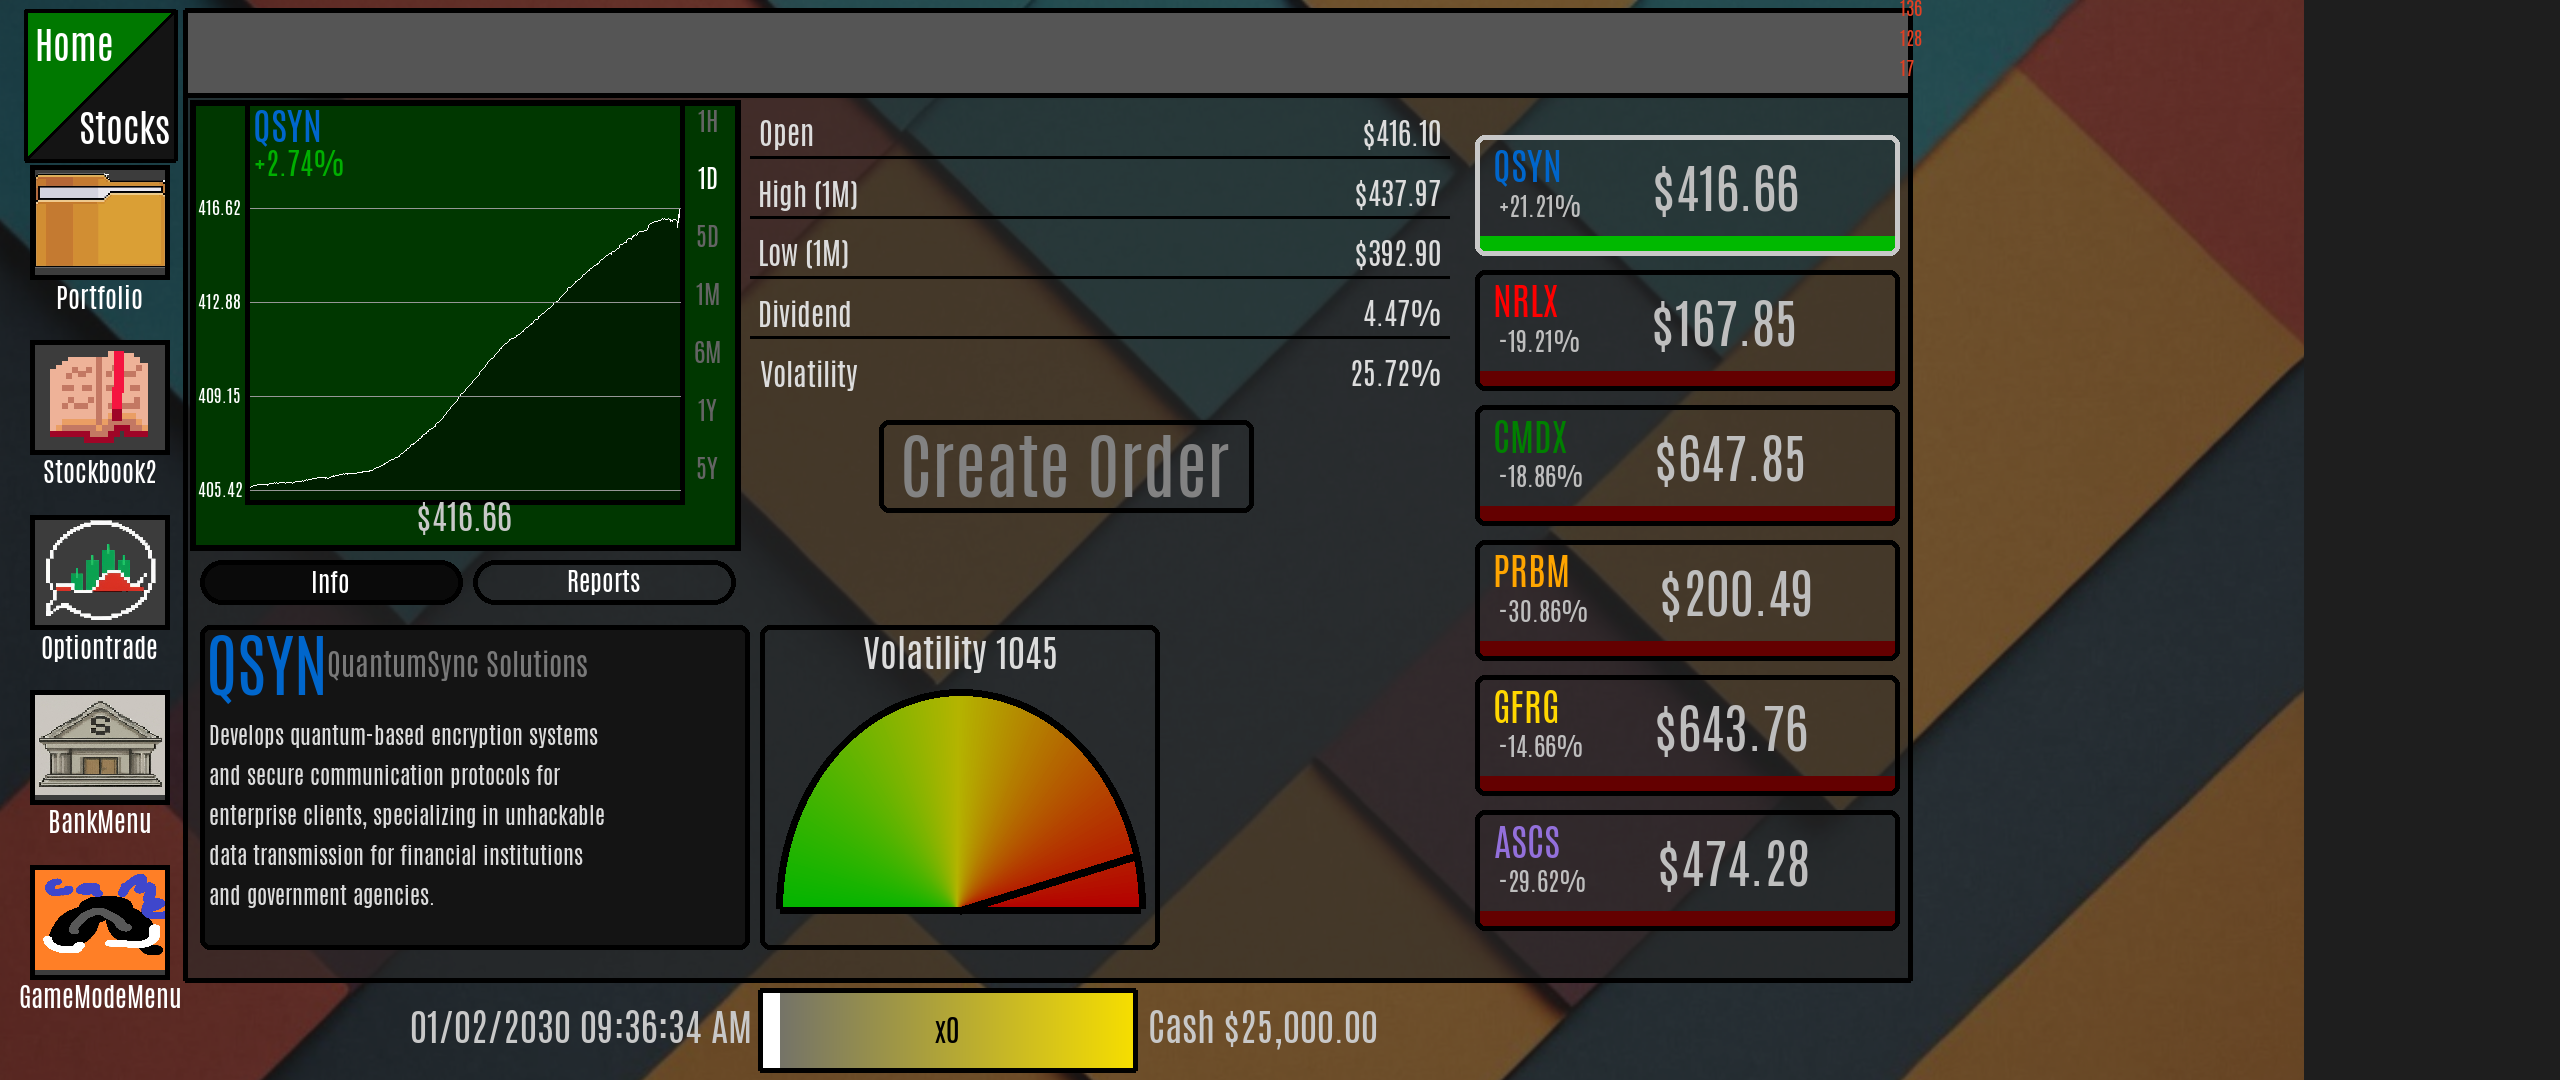 Home
Stocks
Portfolio
Stockbook2
Optiontrade
BankMenu
GameModeMenu
136
128
17
QSYN
+2.74%
416.62
412.88
409.15
405.42
$416.66
1H
1D
5D
1M
6M
1Y
5Y
Open $416.10
High (1M) $437.97
Low (1M) $392.90
Dividend 4.47%
Volatility 25.72%
Create Order
Info
Reports
QSYN QuantumSync Solutions
Develops quantum-based encryption systems
and secure communication protocols for
enterprise clients, specializing in unhackable
data transmission for financial institutions
and government agencies.
Volatility 1045
QSYN
+21.21%
$416.66
NRLX
-19.21%
$167.85
CMDX
-18.86%
$647.85
PRBM
-30.86%
$200.49
GFRG
-14.66%
$643.76
ASCS
-29.62%
$474.28
01/02/2030 09:36:34 AM
x0
Cash $25,000.00